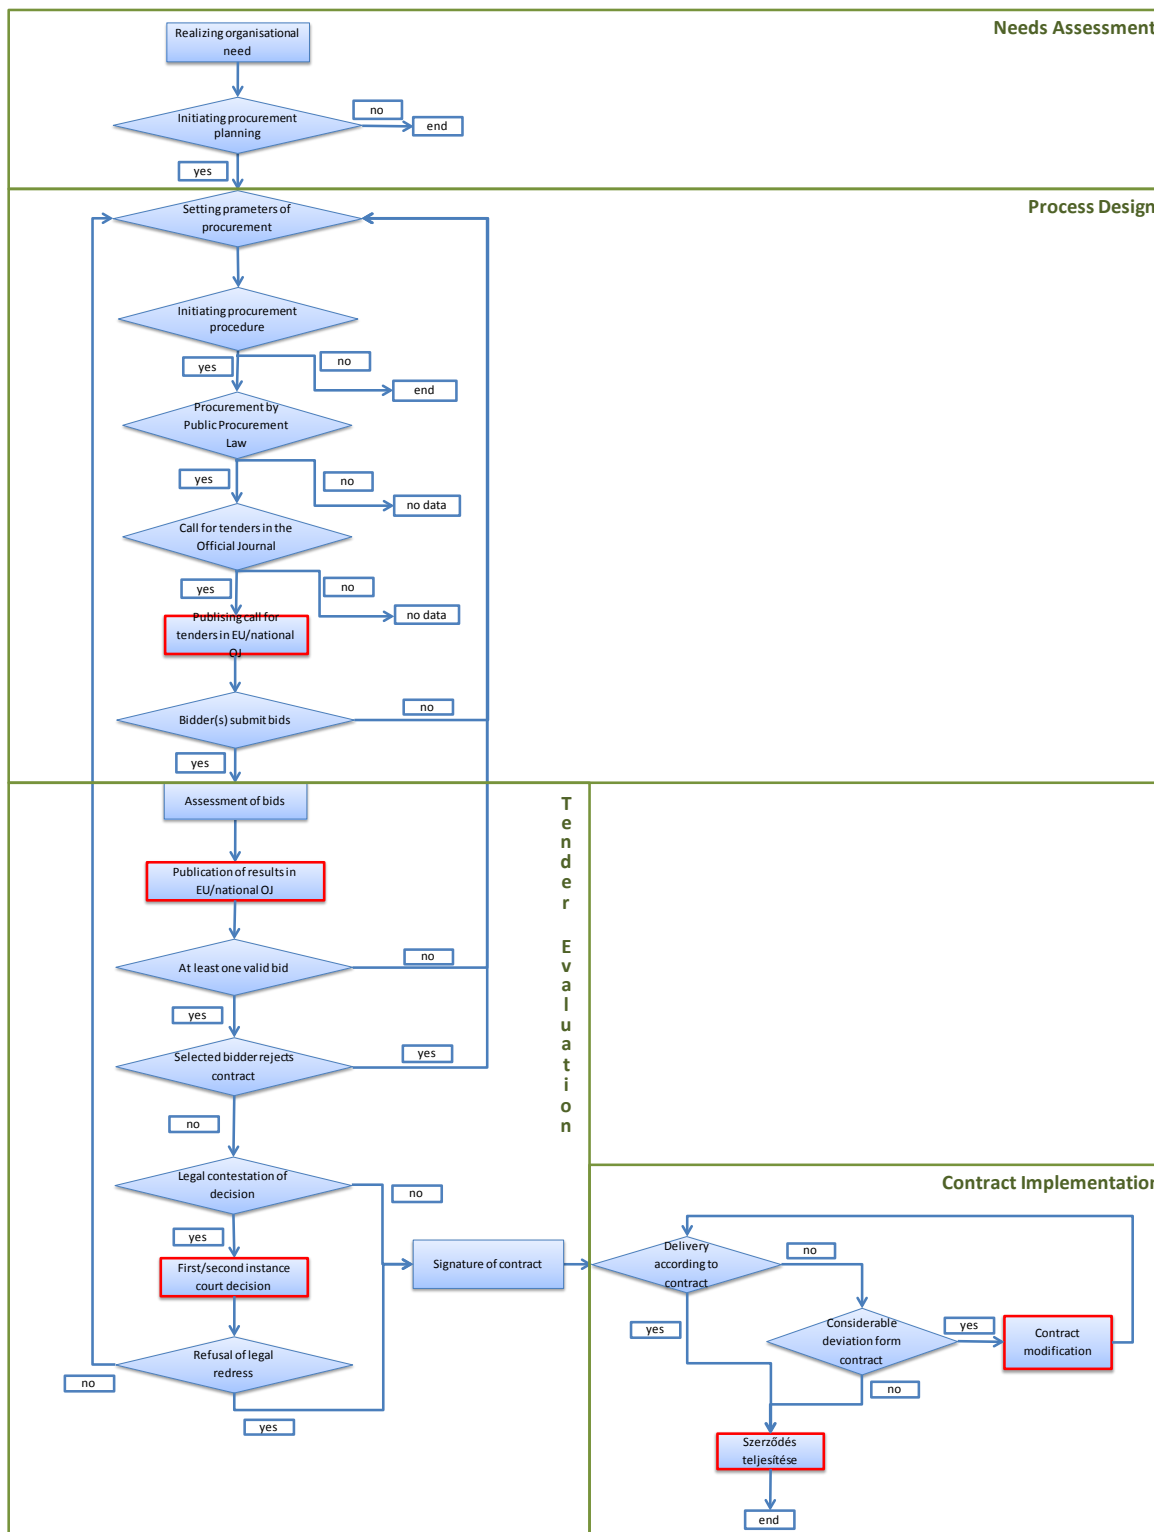 Needs Assessment
Realizing organisational
need
Initiating procurement
planning
no
end
yes
Process Design
Setting prameters of
procurement
Initiating procurement
procedure
yes
no
end
Procurement by
Public Procurement
Law
yes
no
no data
Call for tenders in the
Official Journal
yes
no
no data
Publising call for
tenders in EU/national
OJ
Bidder(s) submit bids
no
yes
Tender Evaluation
Assessment of bids
Publication of results in
EU/national OJ
At least one valid bid
no
yes
Selected bidder rejects
contract
yes
no
Legal contestation of
decision
no
yes
First/second instance
court decision
Refusal of legal
redress
no
yes
Signature of contract
Contract Implementation
Delivery
according to
contract
no
yes
Considerable
deviation form
contract
yes
Contract
modification
no
Szerződés
teljesítése
end